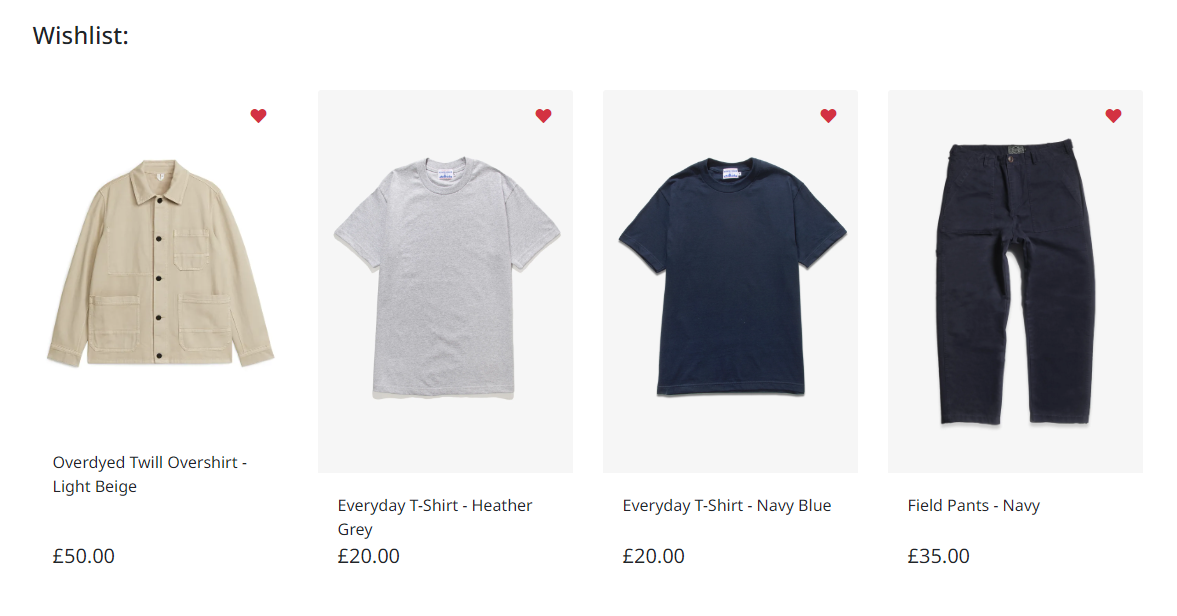 Wishlist:
Overdyed Twill Overshirt -
Light Beige
£50.00
Everyday T-Shirt - Heather
Grey
£20.00
Everyday T-Shirt - Navy Blue
£20.00
Field Pants - Navy
£35.00